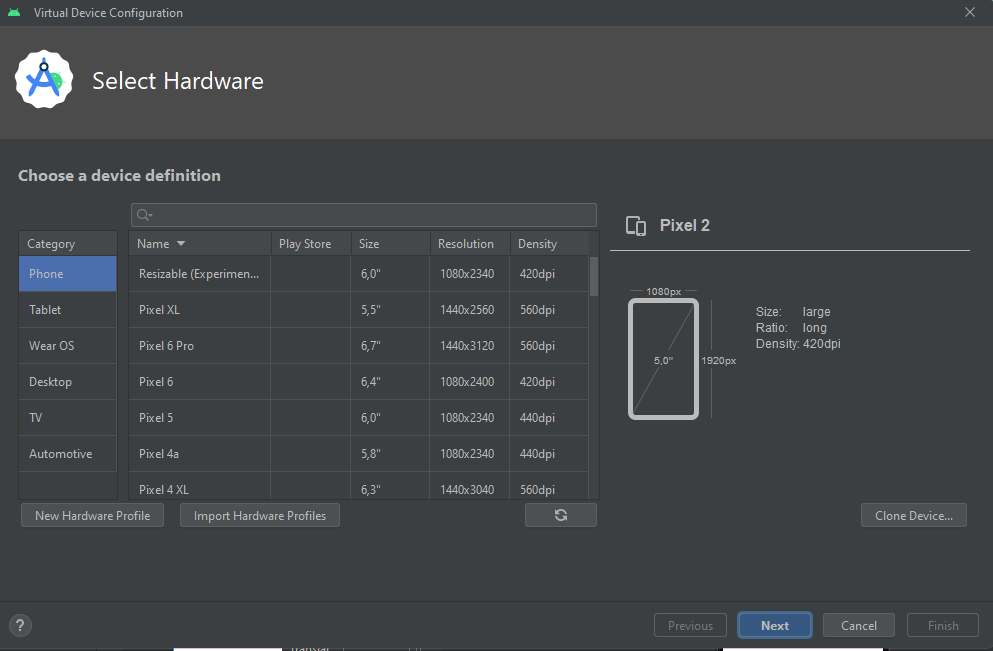 Virtual Device Configuration
Select Hardware
Choose a device definition
Category
Phone
Tablet
Wear OS
Desktop
TV
Automotive
Name Play Store Size Resolution Density
Resizable (Experimen... 6,0" 1080x2340 420dpi
Pixel XL 5,5" 1440x2560 560dpi
Pixel 6 Pro 6,7" 1440x3120 560dpi
Pixel 6 6,4" 1080x2400 420dpi
Pixel 5 6,0" 1080x2340 440dpi
Pixel 4a 5,8" 1080x2340 440dpi
Pixel 4 XL 6,3" 1440x3040 560dpi
New Hardware Profile Import Hardware Profiles
Pixel 2
1080px
5,0"
1920px
Size: large
Ratio: long
Density: 420dpi
Clone Device...
? Previous Next Cancel Finish